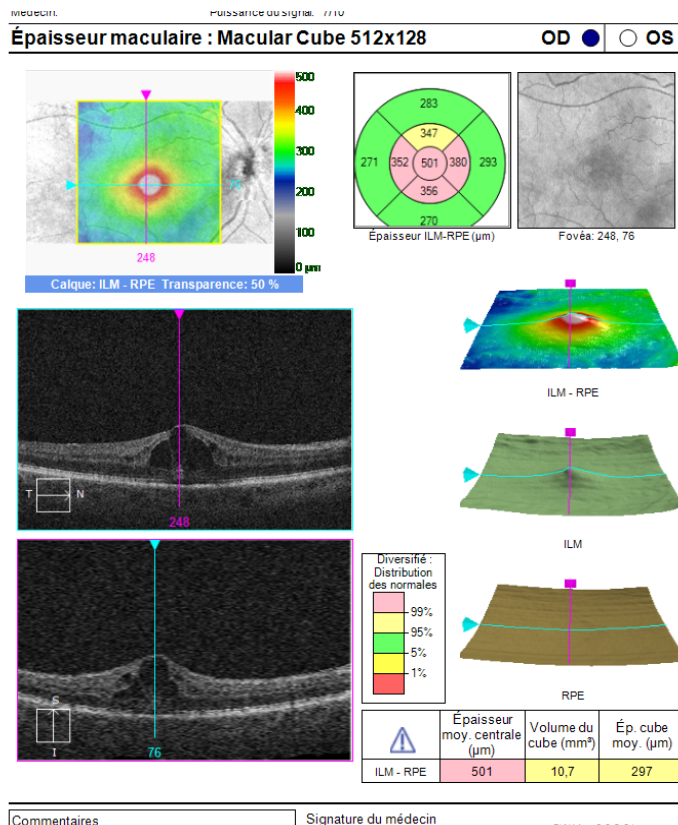 Médecin: Puissance du signal: 7/10
Épaisseur maculaire : Macular Cube 512x128 OD OS
500
400
300
200
100
0 µm
76
248
Calque: ILM - RPE Transparence: 50 %
283
347
271 352 501 380 293
356
270
Épaisseur ILM-RPE (µm)
Fovéa: 248, 76
ILM - RPE
T N
248
ILM
S
I
76
Diversifié :
Distribution
des normales
99%
95%
5%
1%
RPE
Épaisseur moy. centrale (µm) Volume du cube (mm³) Ép. cube moy. (µm)
ILM - RPE 501 10,7 297
Commentaires Signature du médecin